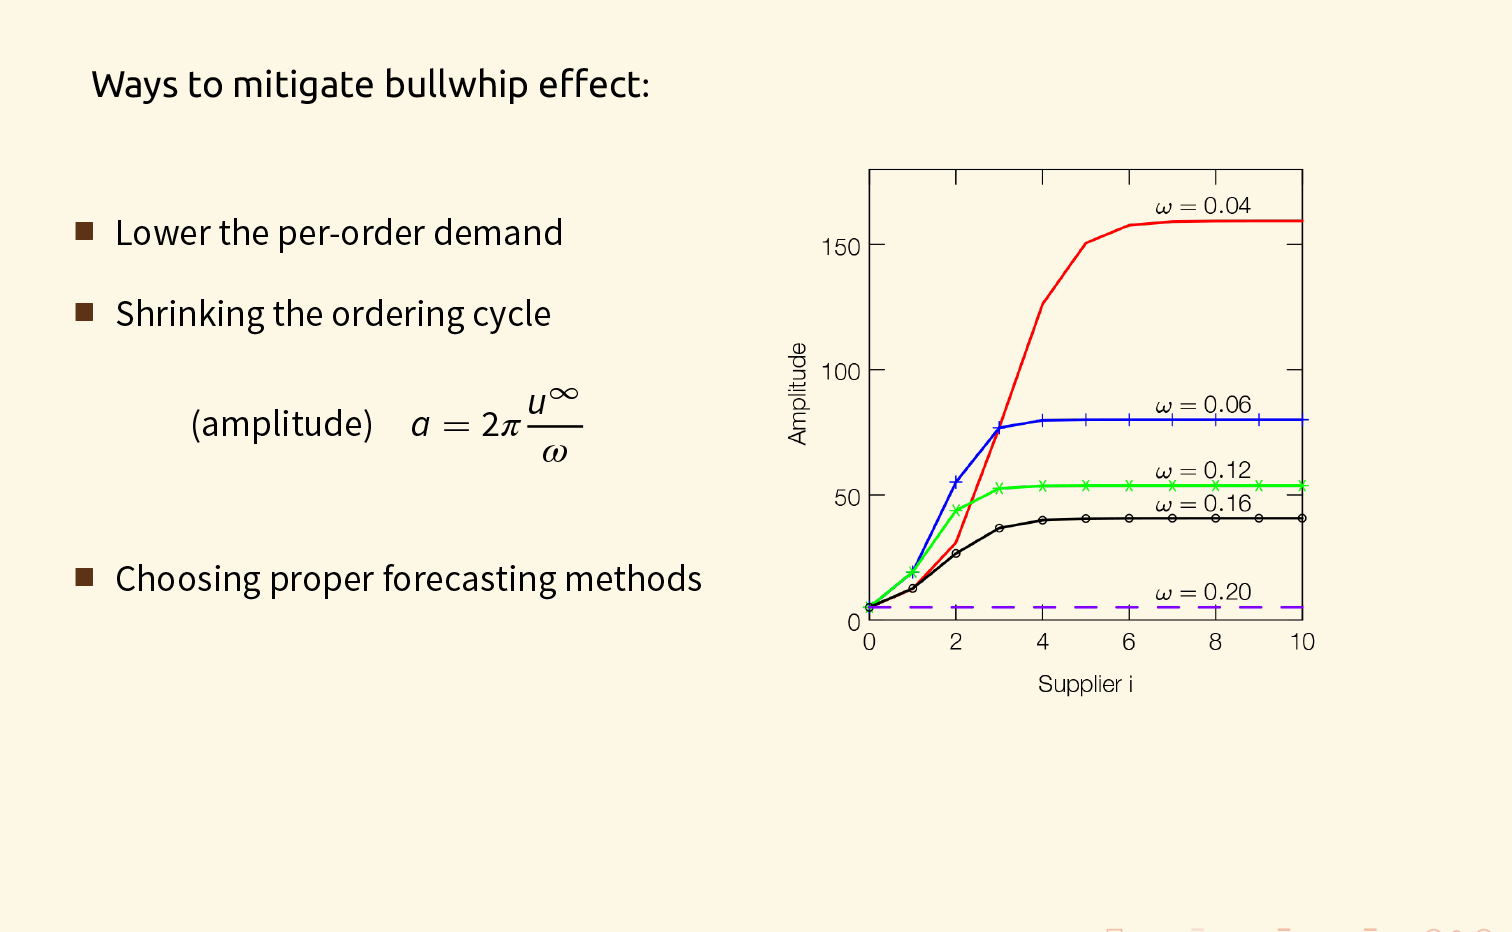 Ways to mitigate bullwhip effect:
Lower the per-order demand
Shrinking the ordering cycle
(amplitude) a = 2π u^∞ / ω
Choosing proper forecasting methods
ω = 0.04
150
100
ω = 0.06
Amplitude
ω = 0.12
50
ω = 0.16
ω = 0.20
0
0 2 4 6 8 10
Supplier i